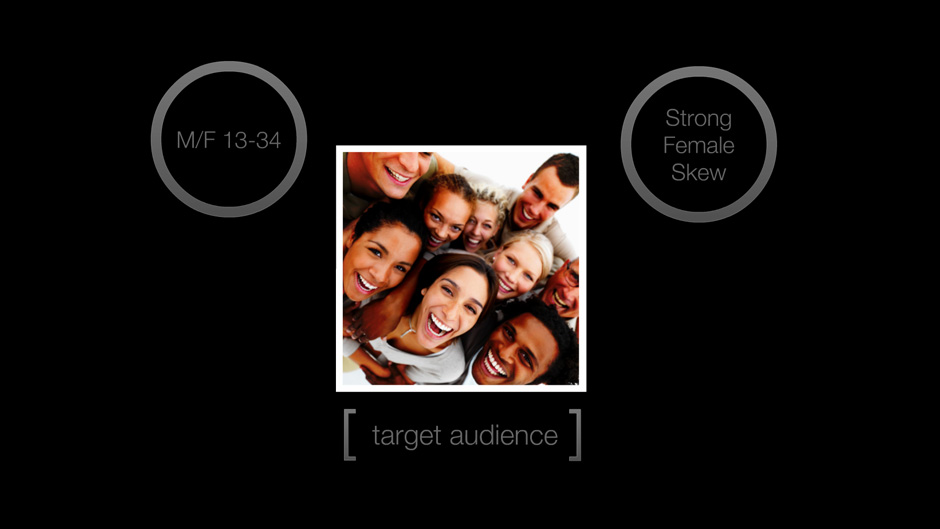 M/F 13-34
Strong
Female
Skew
[ target audience ]